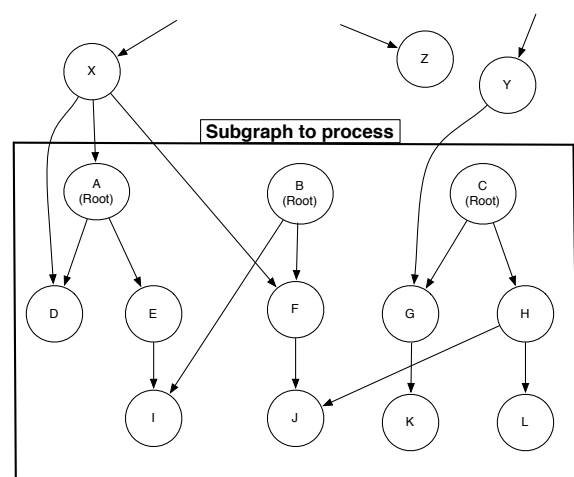 Z
X
Y
Subgraph to process
A
(Root)
B
(Root)
C
(Root)
D
E
F
G
H
I
J
K
L